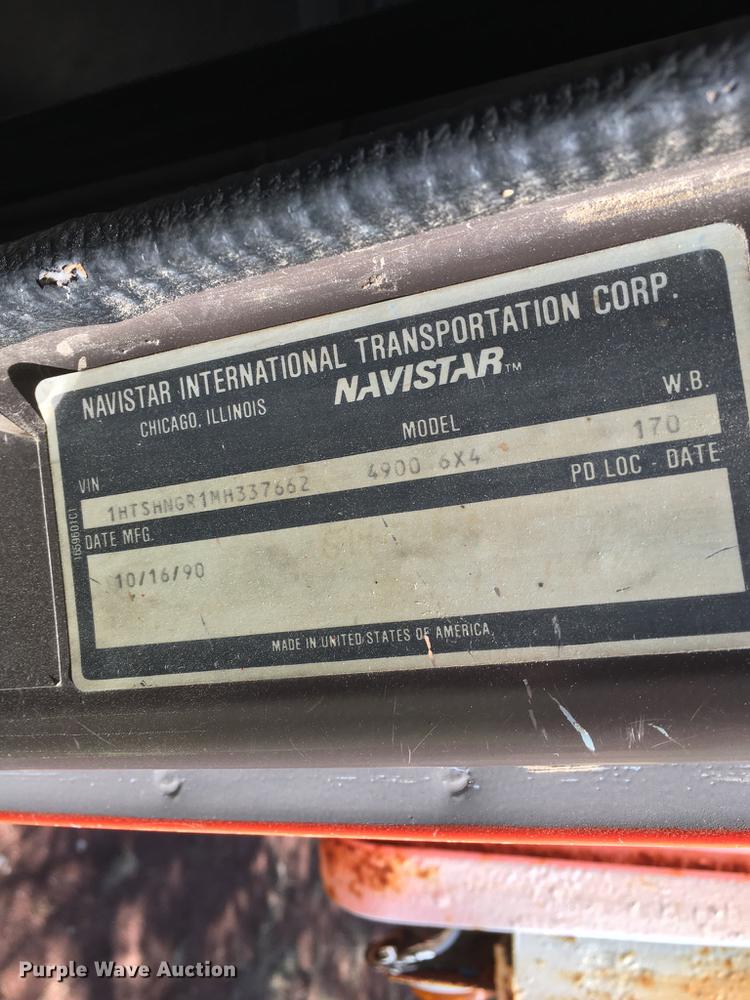 NAVISTAR INTERNATIONAL TRANSPORTATION CORP.
CHICAGO, ILLINOIS
NAVISTAR™
VIN
MODEL
W.B.
1HTSHNGR1MH337662
4900 6X4
170
DATE MFG.
PD LOC - DATE
10/16/90
MADE IN UNITED STATES OF AMERICA
1659601C1
Purple Wave Auction